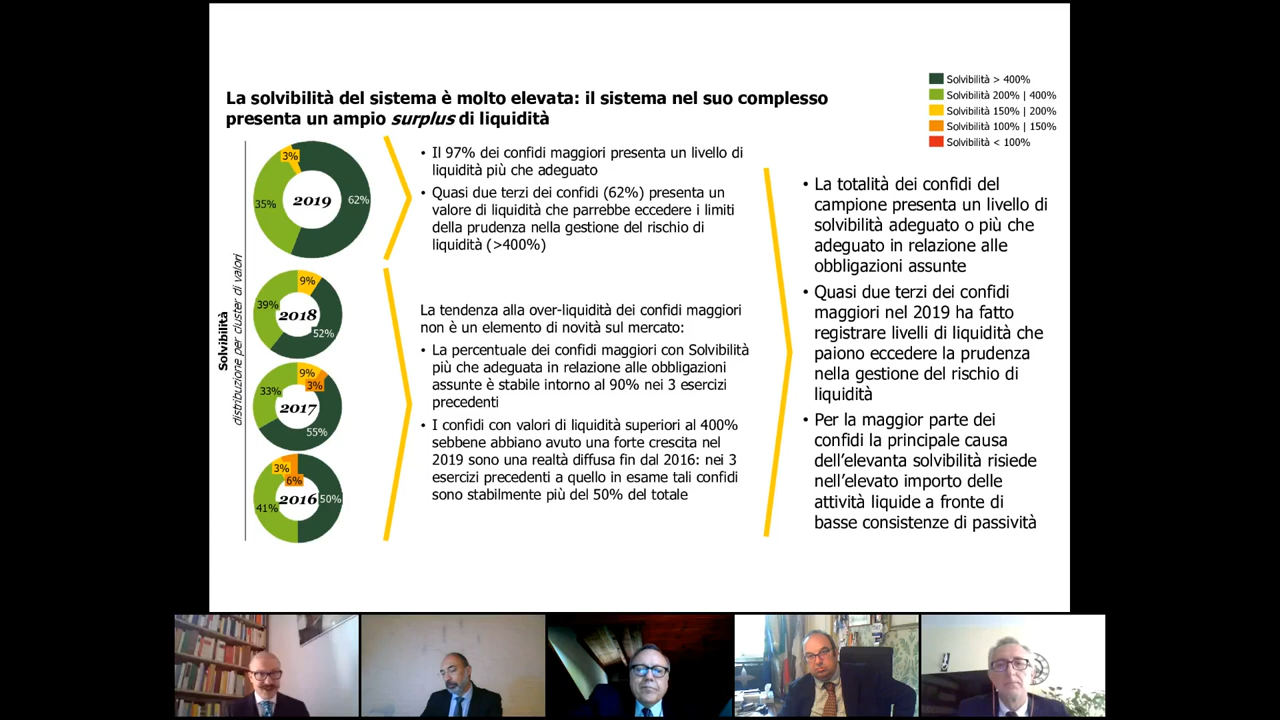 La solvibilità del sistema è molto elevata: il sistema nel suo complesso
presenta un ampio surplus di liquidità
Solvibilità > 400%
Solvibilità 200% | 400%
Solvibilità 150% | 200%
Solvibilità 100% | 150%
Solvibilità < 100%
Solvibilità
distribuzione per cluster di valori
3%
35%
2019
62%
9%
39%
2018
52%
9%
3%
33%
2017
55%
3%
6%
2016
50%
41%
• Il 97% dei confidi maggiori presenta un livello di
liquidità più che adeguato
• Quasi due terzi dei confidi (62%) presenta un
valore di liquidità che parrebbe eccedere i limiti
della prudenza nella gestione del rischio di
liquidità (>400%)
La tendenza alla over-liquidità dei confidi maggiori
non è un elemento di novità sul mercato:
• La percentuale dei confidi maggiori con Solvibilità
più che adeguata in relazione alle obbligazioni
assunte è stabile intorno al 90% nei 3 esercizi
precedenti
• I confidi con valori di liquidità superiori al 400%
sebbene abbiano avuto una forte crescita nel
2019 sono una realtà diffusa fin dal 2016: nei 3
esercizi precedenti a quello in esame tali confidi
sono stabilmente più del 50% del totale
• La totalità dei confidi del
campione presenta un livello di
solvibilità adeguato o più che
adeguato in relazione alle
obbligazioni assunte
• Quasi due terzi dei confidi
maggiori nel 2019 ha fatto
registrare livelli di liquidità che
paiono eccedere la prudenza
nella gestione del rischio di
liquidità
• Per la maggior parte dei
confidi la principale causa
dell'elevanta solvibilità risiede
nell'elevato importo delle
attività liquide a fronte di
basse consistenze di passività